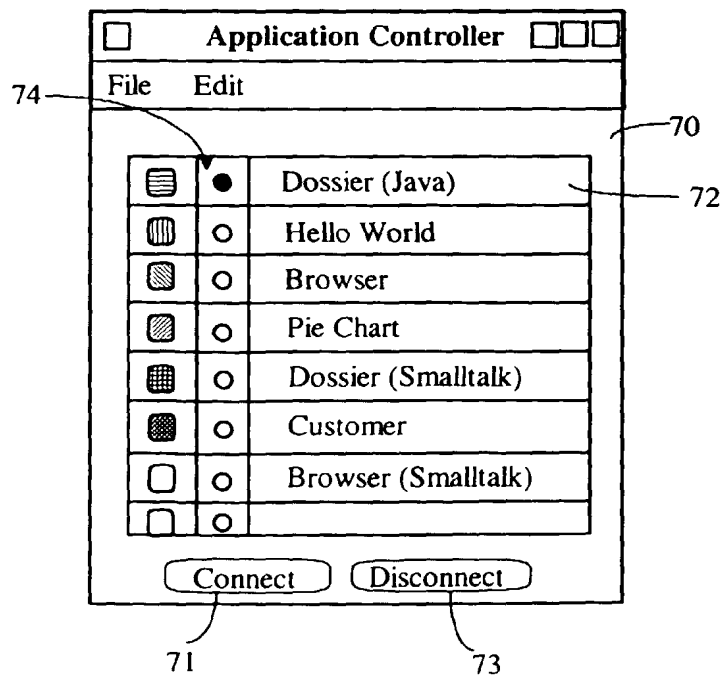 Application Controller
File Edit
74
70
Dossier (Java)
72
Hello World
Browser
Pie Chart
Dossier (Smalltalk)
Customer
Browser (Smalltalk)
Connect Disconnect
71 73